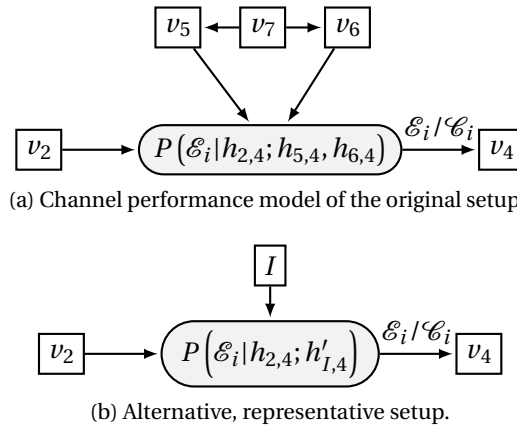 v₅ v₇ v₆
v₂ P(ℰᵢ|h₂,₄; h₅,₄, h₆,₄) ℰᵢ/𝒞ᵢ v₄
(a) Channel performance model of the original setup
I
v₂ P(ℰᵢ|h₂,₄; h′_{I,4}) ℰᵢ/𝒞ᵢ v₄
(b) Alternative, representative setup.